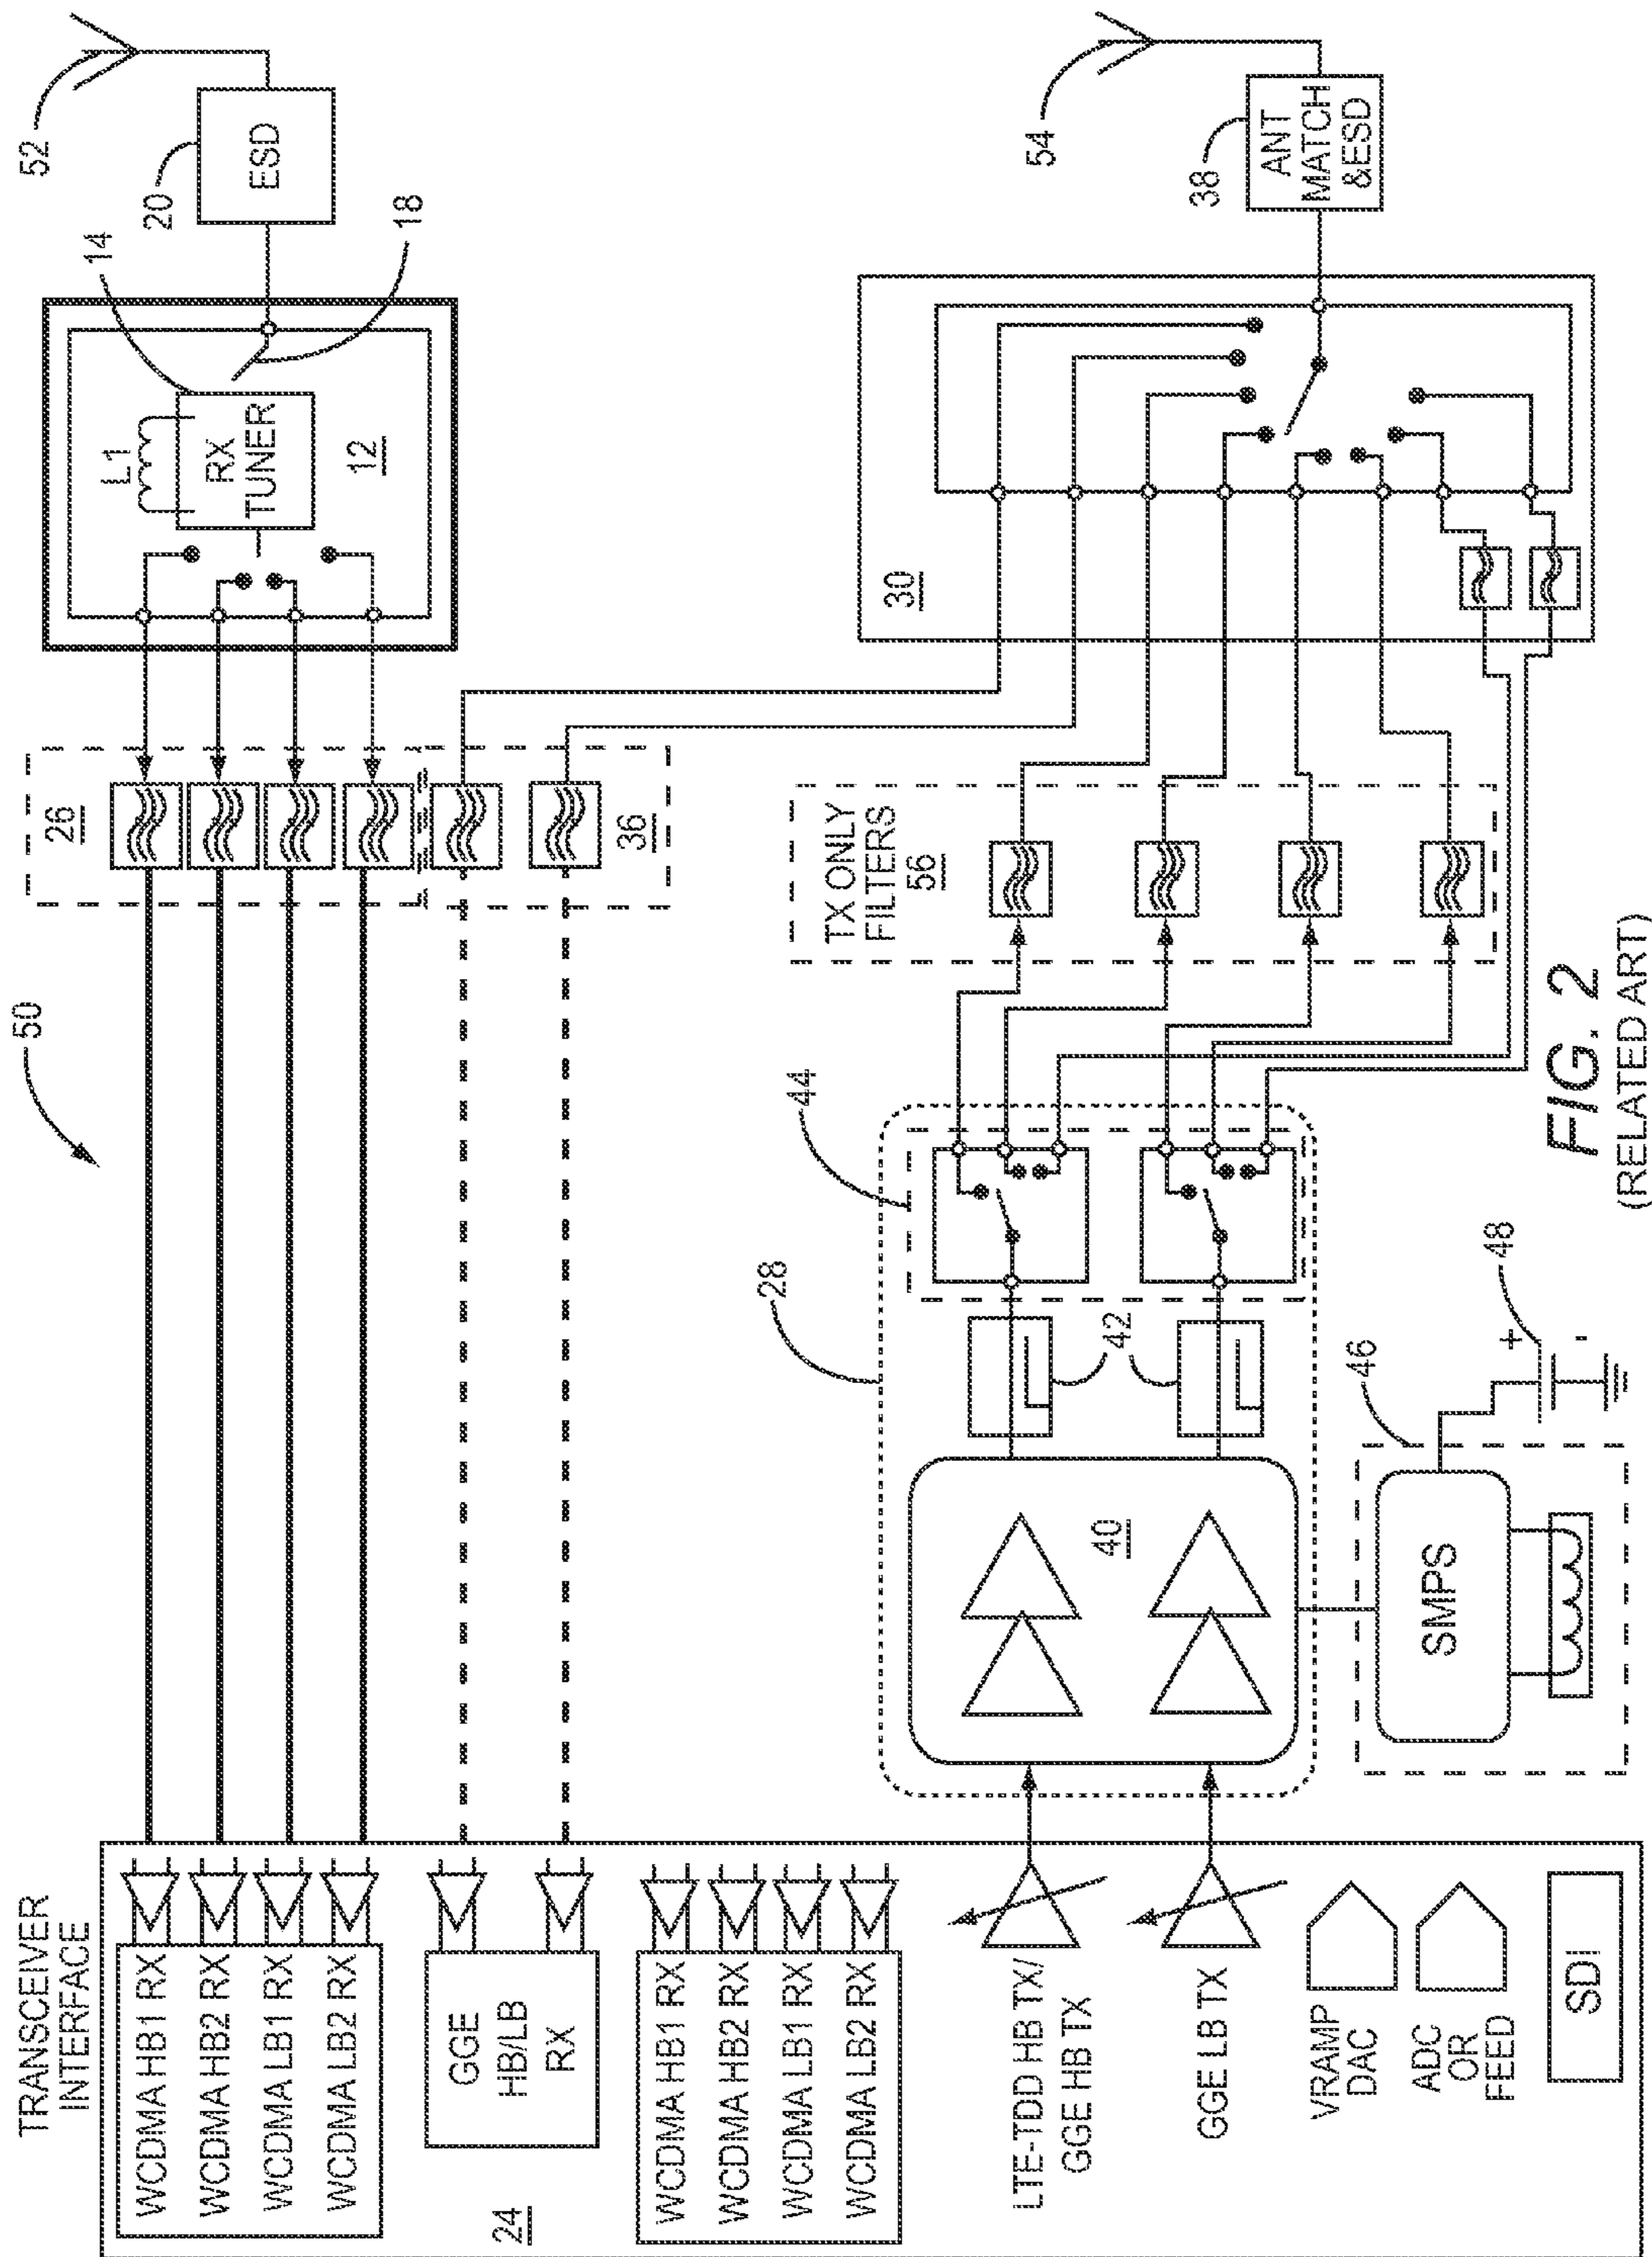 TRANSCEIVER
INTERFACE
WCDMA HB1 RX
WCDMA HB2 RX
WCDMA LB1 RX
WCDMA LB2 RX
GGE
HB/LB
RX
24
WCDMA HB1 RX
WCDMA HB2 RX
WCDMA LB1 RX
WCDMA LB2 RX
LTE-TDD HB TX/
GGE HB TX
GGE LB TX
VRAMP
DAC
ADC
OR
FEED
SDI
50
26
36
L1
RX
TUNER
12
14
18
20
ESD
52
28
40
42
44
SMPS
46
48
+
-
TX ONLY
FILTERS
56
30
38
ANT
MATCH
&ESD
54
FIG. 2
(RELATED ART)